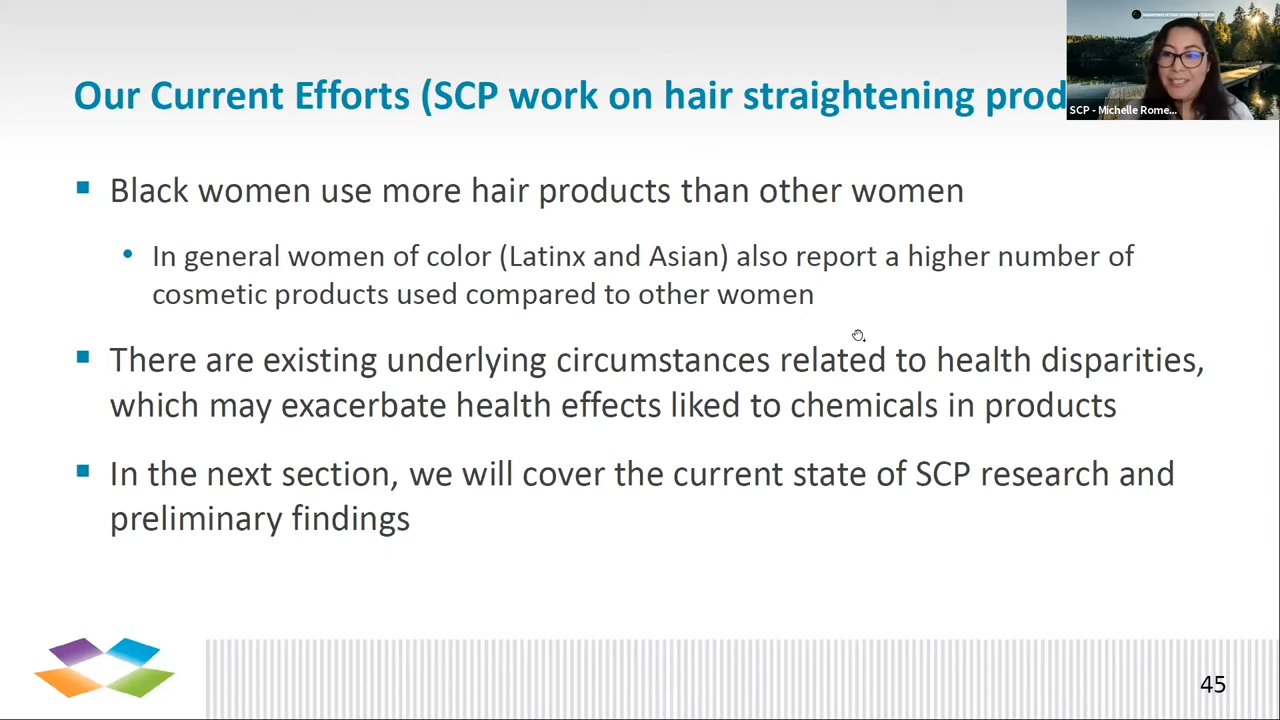 Our Current Efforts (SCP work on hair straightening prod
SCP - Michelle Rome...
Black women use more hair products than other women
In general women of color (Latinx and Asian) also report a higher number of
cosmetic products used compared to other women
There are existing underlying circumstances related to health disparities,
which may exacerbate health effects liked to chemicals in products
In the next section, we will cover the current state of SCP research and
preliminary findings
45